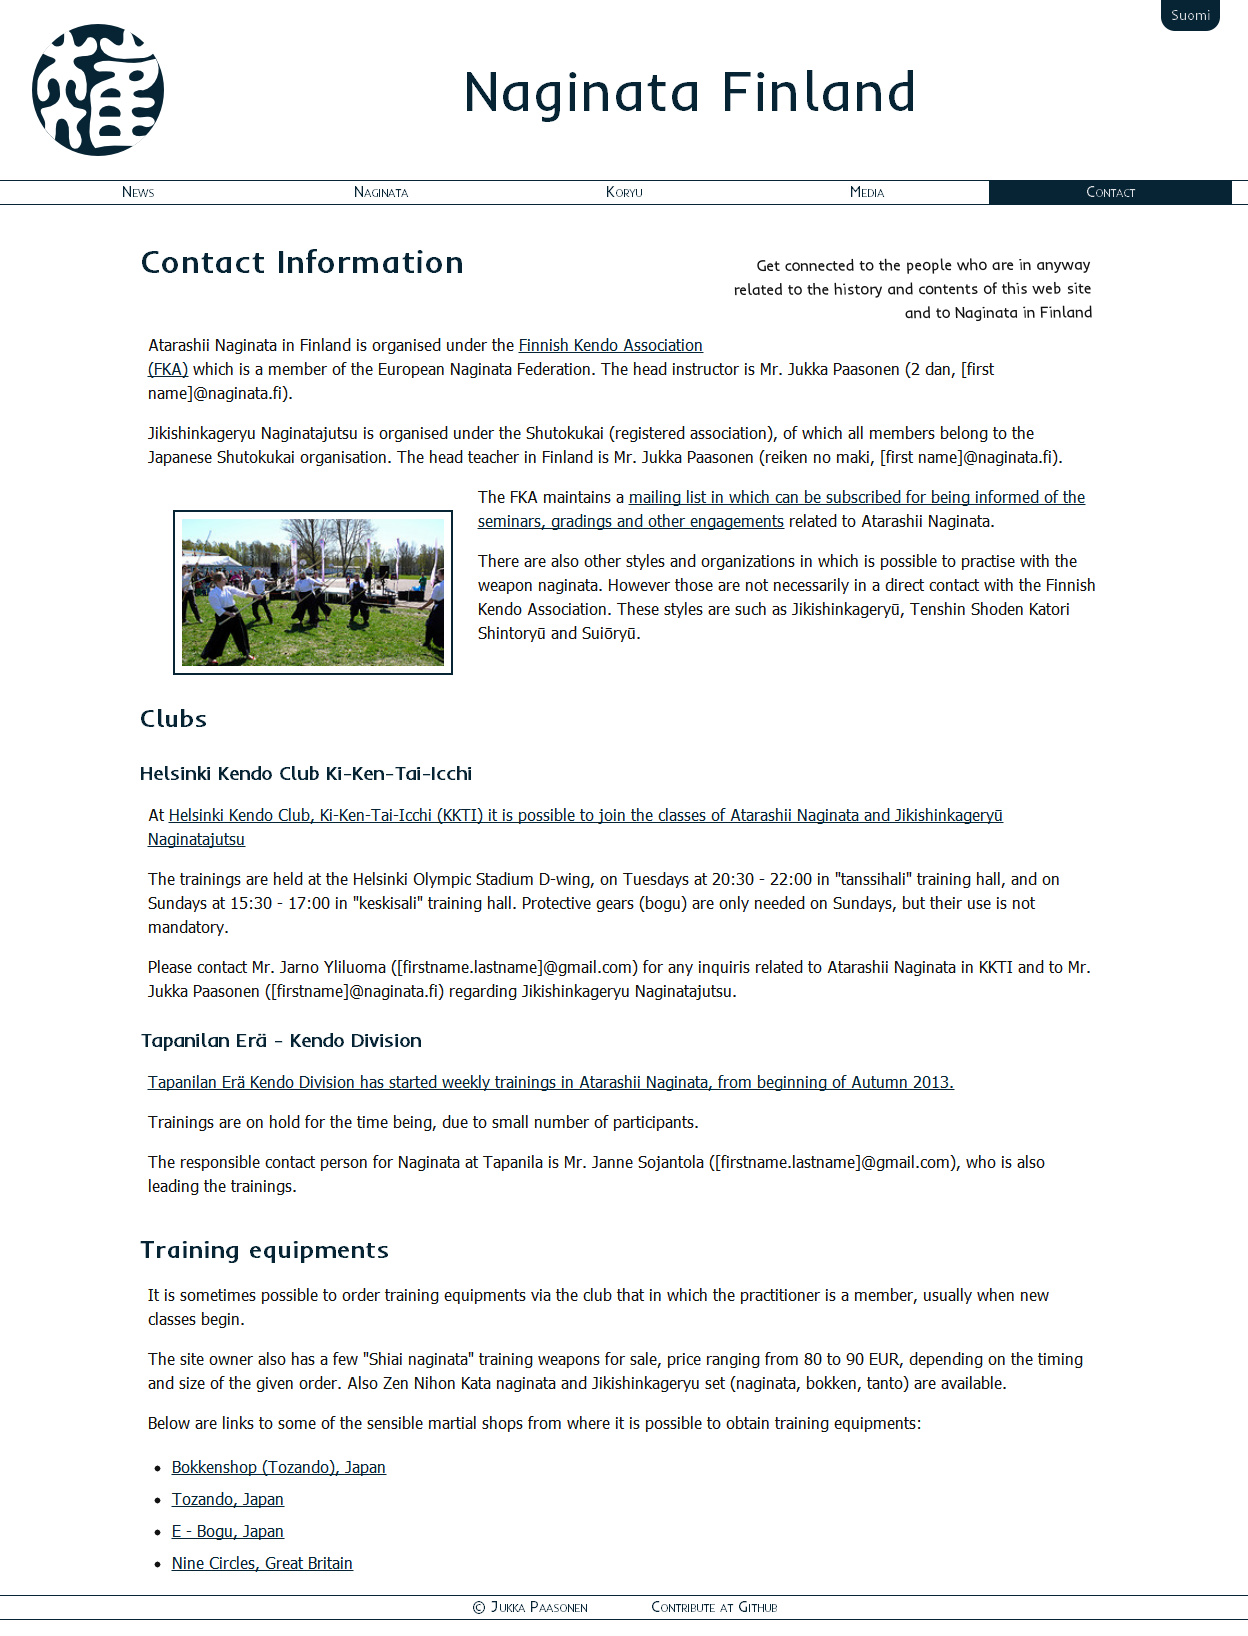 Suomi
Naginata Finland
News Naginata Koryu Media Contact
Contact Information
Get connected to the people who are in anyway
related to the history and contents of this web site
and to Naginata in Finland
Atarashii Naginata in Finland is organised under the Finnish Kendo Association
(FKA) which is a member of the European Naginata Federation. The head instructor is Mr. Jukka Paasonen (2 dan, [first
name]@naginata.fi).
Jikishinkageryu Naginatajutsu is organised under the Shutokukai (registered association), of which all members belong to the
Japanese Shutokukai organisation. The head teacher in Finland is Mr. Jukka Paasonen (reiken no maki, [first name]@naginata.fi).
The FKA maintains a mailing list in which can be subscribed for being informed of the
seminars, gradings and other engagements related to Atarashii Naginata.
There are also other styles and organizations in which is possible to practise with the
weapon naginata. However those are not necessarily in a direct contact with the Finnish
Kendo Association. These styles are such as Jikishinkageryū, Tenshin Shoden Katori
Shintoryū and Suiōryū.
Clubs
Helsinki Kendo Club Ki-Ken-Tai-Icchi
At Helsinki Kendo Club, Ki-Ken-Tai-Icchi (KKTI) it is possible to join the classes of Atarashii Naginata and Jikishinkageryū
Naginatajutsu
The trainings are held at the Helsinki Olympic Stadium D-wing, on Tuesdays at 20:30 - 22:00 in "tanssihali" training hall, and on
Sundays at 15:30 - 17:00 in "keskisali" training hall. Protective gears (bogu) are only needed on Sundays, but their use is not
mandatory.
Please contact Mr. Jarno Yliluoma ([firstname.lastname]@gmail.com) for any inquiris related to Atarashii Naginata in KKTI and to Mr.
Jukka Paasonen ([firstname]@naginata.fi) regarding Jikishinkageryu Naginatajutsu.
Tapanilan Erä - Kendo Division
Tapanilan Erä Kendo Division has started weekly trainings in Atarashii Naginata, from beginning of Autumn 2013.
Trainings are on hold for the time being, due to small number of participants.
The responsible contact person for Naginata at Tapanila is Mr. Janne Sojantola ([firstname.lastname]@gmail.com), who is also
leading the trainings.
Training equipments
It is sometimes possible to order training equipments via the club that in which the practitioner is a member, usually when new
classes begin.
The site owner also has a few "Shiai naginata" training weapons for sale, price ranging from 80 to 90 EUR, depending on the timing
and size of the given order. Also Zen Nihon Kata naginata and Jikishinkageryu set (naginata, bokken, tanto) are available.
Below are links to some of the sensible martial shops from where it is possible to obtain training equipments:
• Bokkenshop (Tozando), Japan
• Tozando, Japan
• E - Bogu, Japan
• Nine Circles, Great Britain
© Jukka Paasonen Contribute at Github